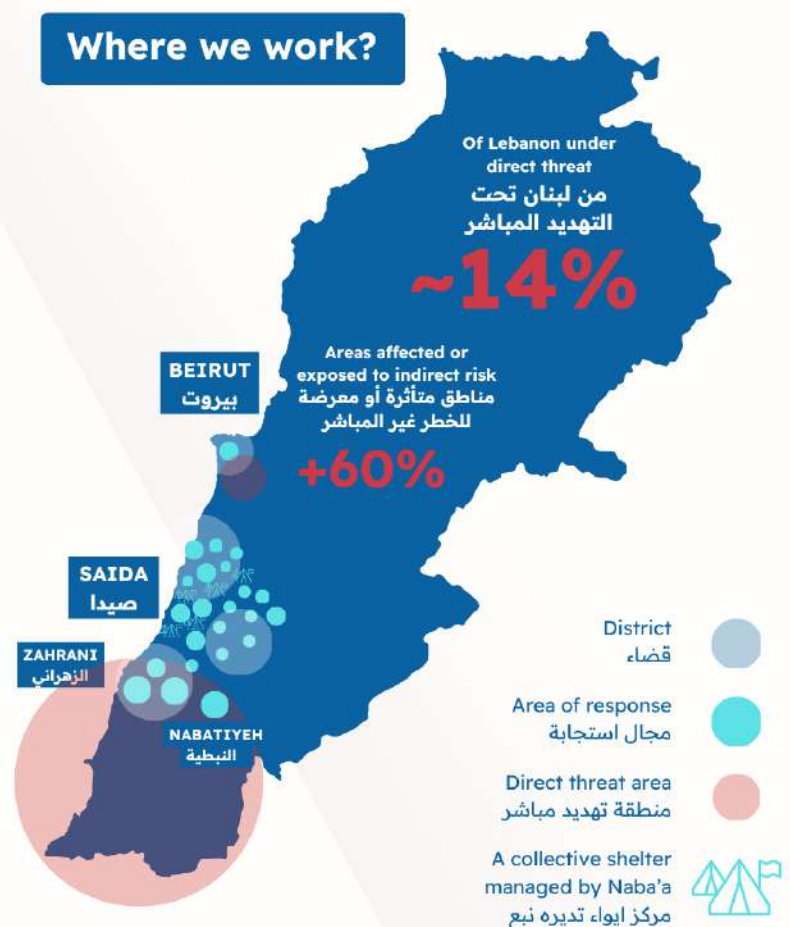 Where we work?
Of Lebanon under
direct threat
من لبنان تحت
التهديد المباشر
~14%
Areas affected or
exposed to indirect risk
مناطق متأثرة أو معرضة
للخطر غير المباشر
+60%
BEIRUT
بيروت
SAIDA
صيدا
ZAHRANI
الزهراني
NABATIYEH
النبطية
District
قضاء
Area of response
مجال استجابة
Direct threat area
منطقة تهديد مباشر
A collective shelter
managed by Naba'a
مركز ايواء تديره نبع